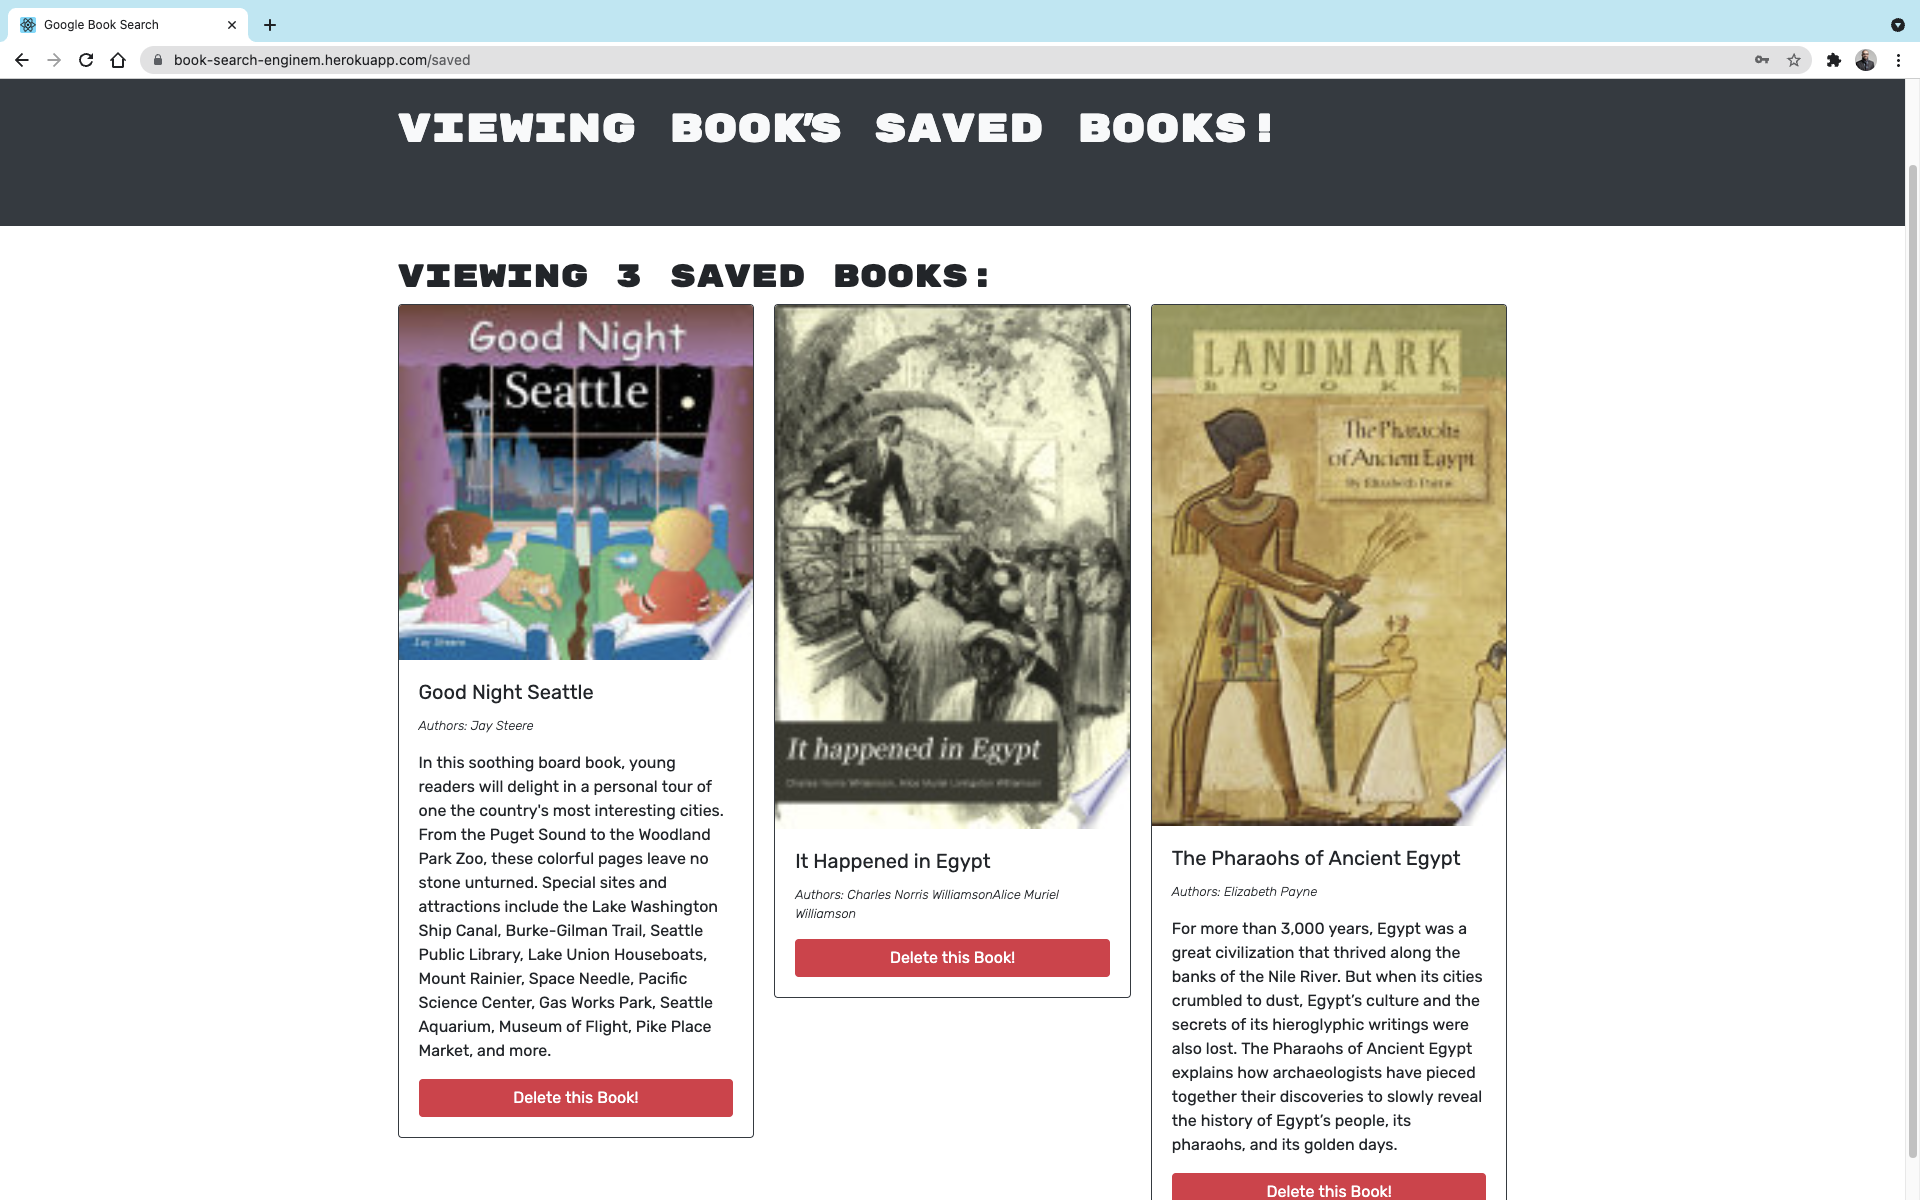 Google Book Search
book-search-enginem.herokuapp.com/saved
VIEWING BOOK'S SAVED BOOKS!
VIEWING 3 SAVED BOOKS:
Good Night
Seattle
Jay Steere
Good Night Seattle
Authors: Jay Steere
In this soothing board book, young
readers will delight in a personal tour of
one the country's most interesting cities.
From the Puget Sound to the Woodland
Park Zoo, these colorful pages leave no
stone unturned. Special sites and
attractions include the Lake Washington
Ship Canal, Burke-Gilman Trail, Seattle
Public Library, Lake Union Houseboats,
Mount Rainier, Space Needle, Pacific
Science Center, Gas Works Park, Seattle
Aquarium, Museum of Flight, Pike Place
Market, and more.
Delete this Book!
It happened in Egypt
Charles Norris Williamson, Alice Muriel Livingston Williamson
It Happened in Egypt
Authors: Charles Norris WilliamsonAlice Muriel
Williamson
Delete this Book!
LANDMARK
BOOKS
The Pharaohs
of Ancient Egypt
By Elizabeth Payne
The Pharaohs of Ancient Egypt
Authors: Elizabeth Payne
For more than 3,000 years, Egypt was a
great civilization that thrived along the
banks of the Nile River. But when its cities
crumbled to dust, Egypt’s culture and the
secrets of its hieroglyphic writings were
also lost. The Pharaohs of Ancient Egypt
explains how archaeologists have pieced
together their discoveries to slowly reveal
the history of Egypt’s people, its
pharaohs, and its golden days.
Delete this Book!